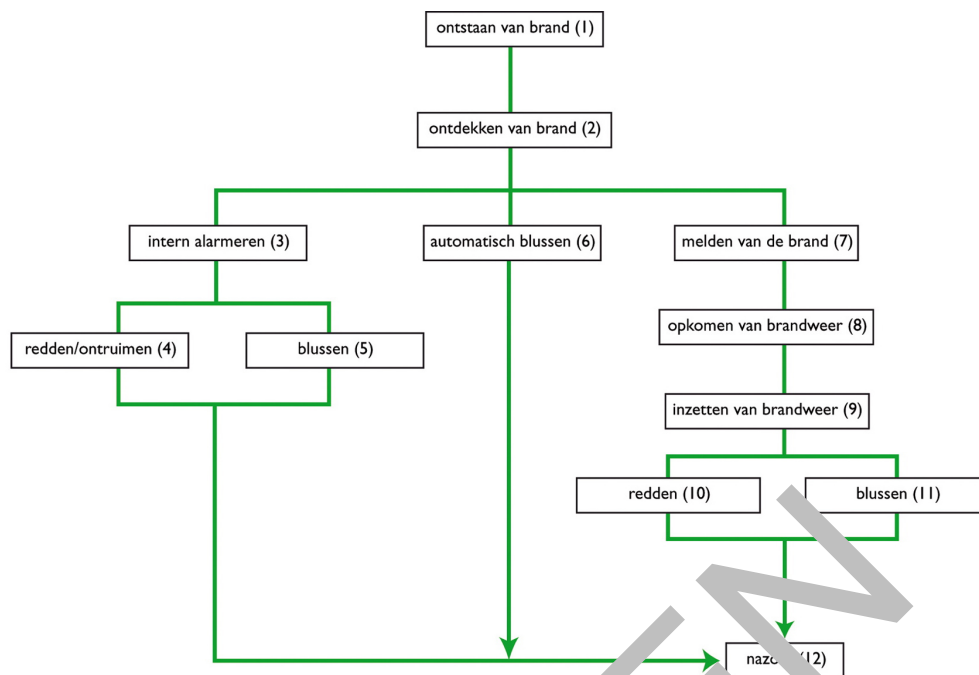 ontstaan van brand (1)
ontdekken van brand (2)
intern alarmeren (3)
automatisch blussen (6)
melden van de brand (7)
opkomen van brandweer (8)
redden/ontruimen (4)
blussen (5)
inzetten van brandweer (9)
redden (10)
blussen (11)
(12)